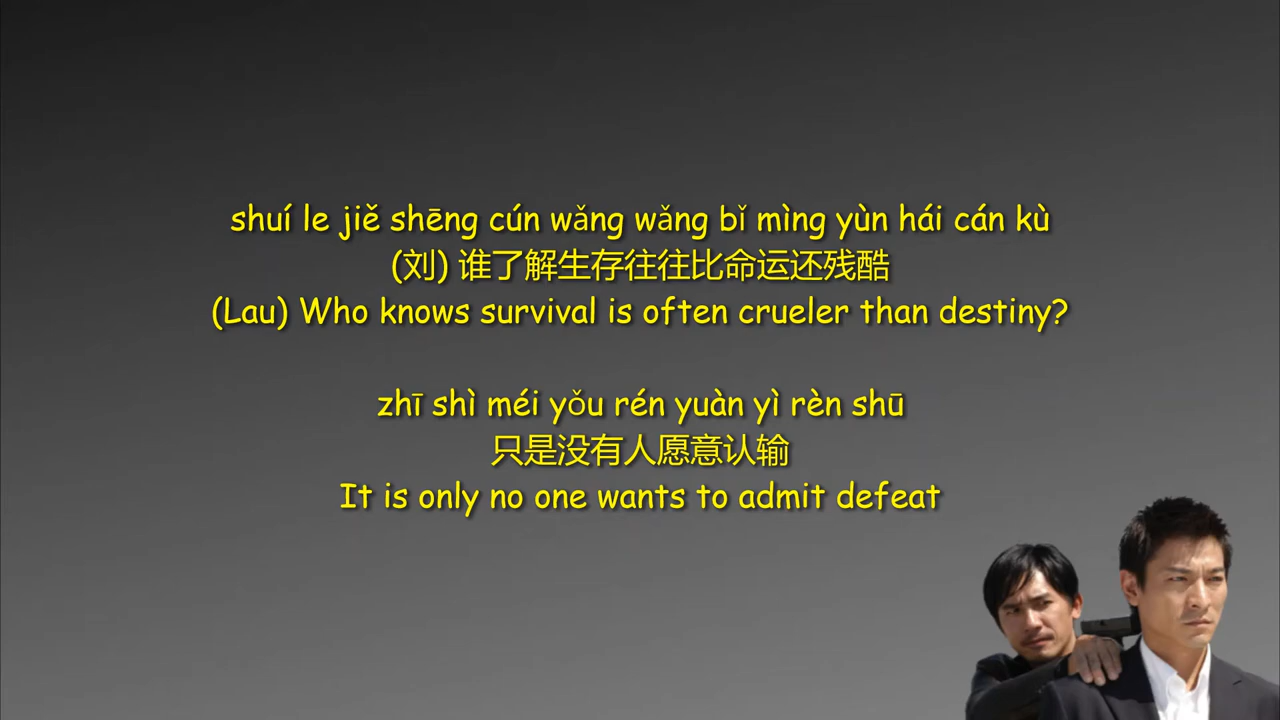 shuí le jiě shēng cún wǎng wǎng bǐ mìng yùn hái cán kù
(刘) 谁了解生存往往比命运还残酷
(Lau) Who knows survival is often crueler than destiny?
zhī shì méi yǒu rén yuàn yì rèn shū
只是没有人愿意认输
It is only no one wants to admit defeat